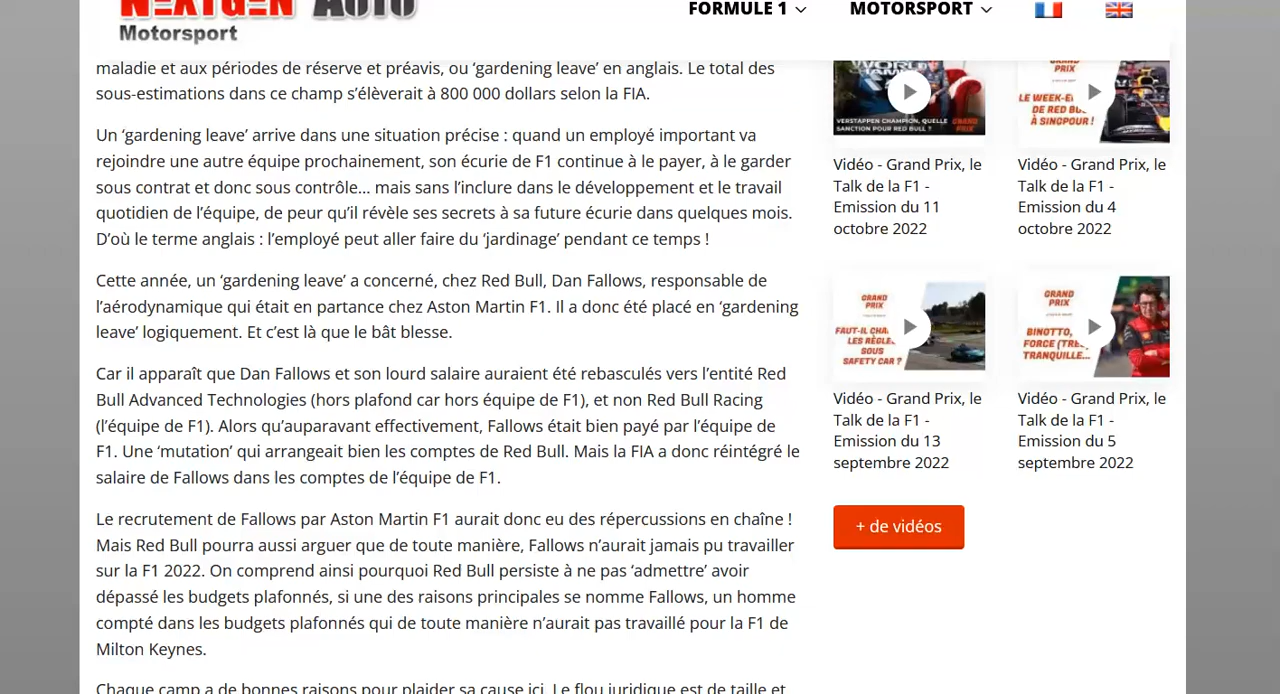 NEXTGEN AUTO
Motorsport
FORMULE 1
MOTORSPORT
maladie et aux périodes de réserve et préavis, ou ‘gardening leave’ en anglais. Le total des
sous-estimations dans ce champ s’élèverait à 800 000 dollars selon la FIA.
Un ‘gardening leave’ arrive dans une situation précise : quand un employé important va
rejoindre une autre équipe prochainement, son écurie de F1 continue à le payer, à le garder
sous contrat et donc sous contrôle… mais sans l’inclure dans le développement et le travail
quotidien de l’équipe, de peur qu’il révèle ses secrets à sa future écurie dans quelques mois.
D’où le terme anglais : l’employé peut aller faire du ‘jardinage’ pendant ce temps !
Cette année, un ‘gardening leave’ a concerné, chez Red Bull, Dan Fallows, responsable de
l’aérodynamique qui était en partance chez Aston Martin F1. Il a donc été placé en ‘gardening
leave’ logiquement. Et c’est là que le bât blesse.
Car il apparaît que Dan Fallows et son lourd salaire auraient été rebasculés vers l’entité Red
Bull Advanced Technologies (hors plafond car hors équipe de F1), et non Red Bull Racing
(l’équipe de F1). Alors qu’auparavant effectivement, Fallows était bien payé par l’équipe de
F1. Une ‘mutation’ qui arrangeait bien les comptes de Red Bull. Mais la FIA a donc réintégré le
salaire de Fallows dans les comptes de l’équipe de F1.
Le recrutement de Fallows par Aston Martin F1 aurait donc eu des répercussions en chaîne !
Mais Red Bull pourra aussi arguer que de toute manière, Fallows n’aurait jamais pu travailler
sur la F1 2022. On comprend ainsi pourquoi Red Bull persiste à ne pas ‘admettre’ avoir
dépassé les budgets plafonnés, si une des raisons principales se nomme Fallows, un homme
compté dans les budgets plafonnés qui de toute manière n’aurait pas travaillé pour la F1 de
Milton Keynes.
Chaque camp a de bonnes raisons pour plaider sa cause ici. Le flou juridique est de taille et
WORLD
CHAMP
VERSTAPPEN CHAMPION, QUELLE
SANCTION POUR RED BULL ?
GRAND
PRIX
Vidéo - Grand Prix, le
Talk de la F1 -
Emission du 11
octobre 2022
PRIX
LE WEEK-E
DE RED BU
À SINGPOUR !
Vidéo - Grand Prix, le
Talk de la F1 -
Emission du 4
octobre 2022
GRAND
PRIX
FAUT-IL CHA
LES RÈGLE
SOUS
SAFETY CAR ?
Vidéo - Grand Prix, le
Talk de la F1 -
Emission du 13
septembre 2022
GRAND
PRIX
BINOTTO,
FORCE (TRE
TRANQUILLE...
Vidéo - Grand Prix, le
Talk de la F1 -
Emission du 5
septembre 2022
+ de vidéos